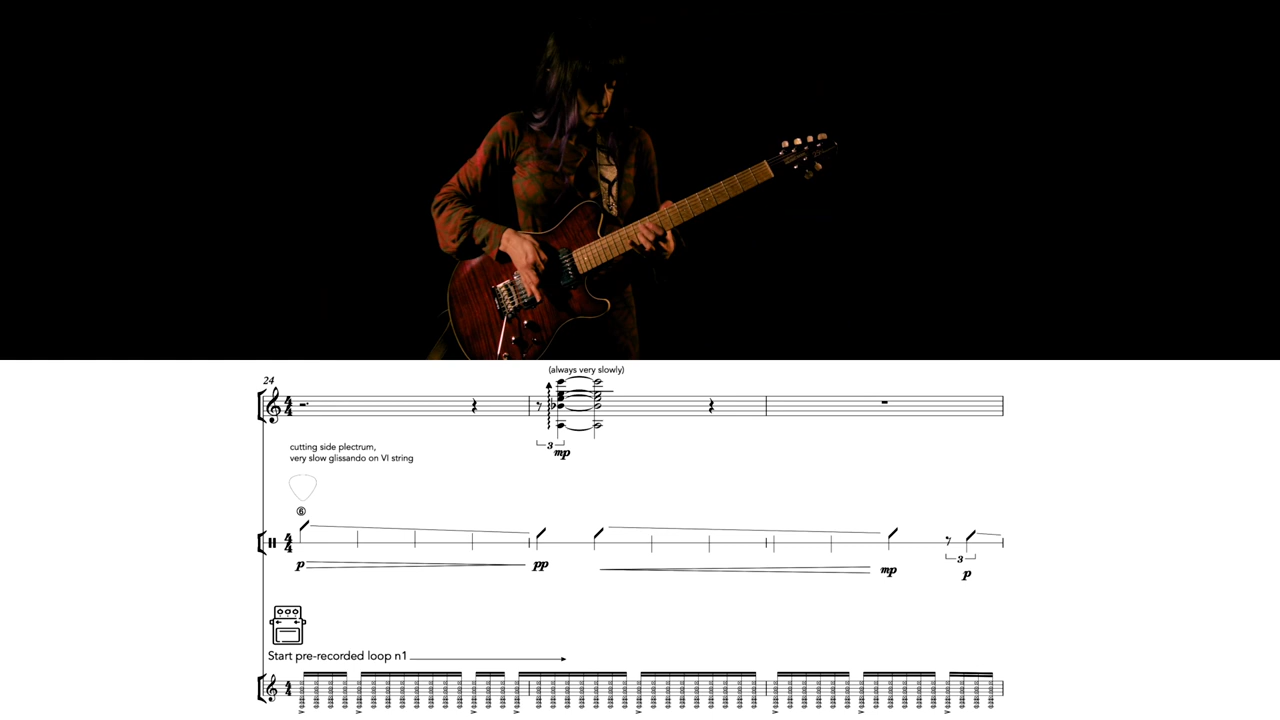 24
(always very slowly)
3
mp
cutting side plectrum,
very slow glissando on VI string
6
p
pp
mp
3
p
Start pre-recorded loop n1